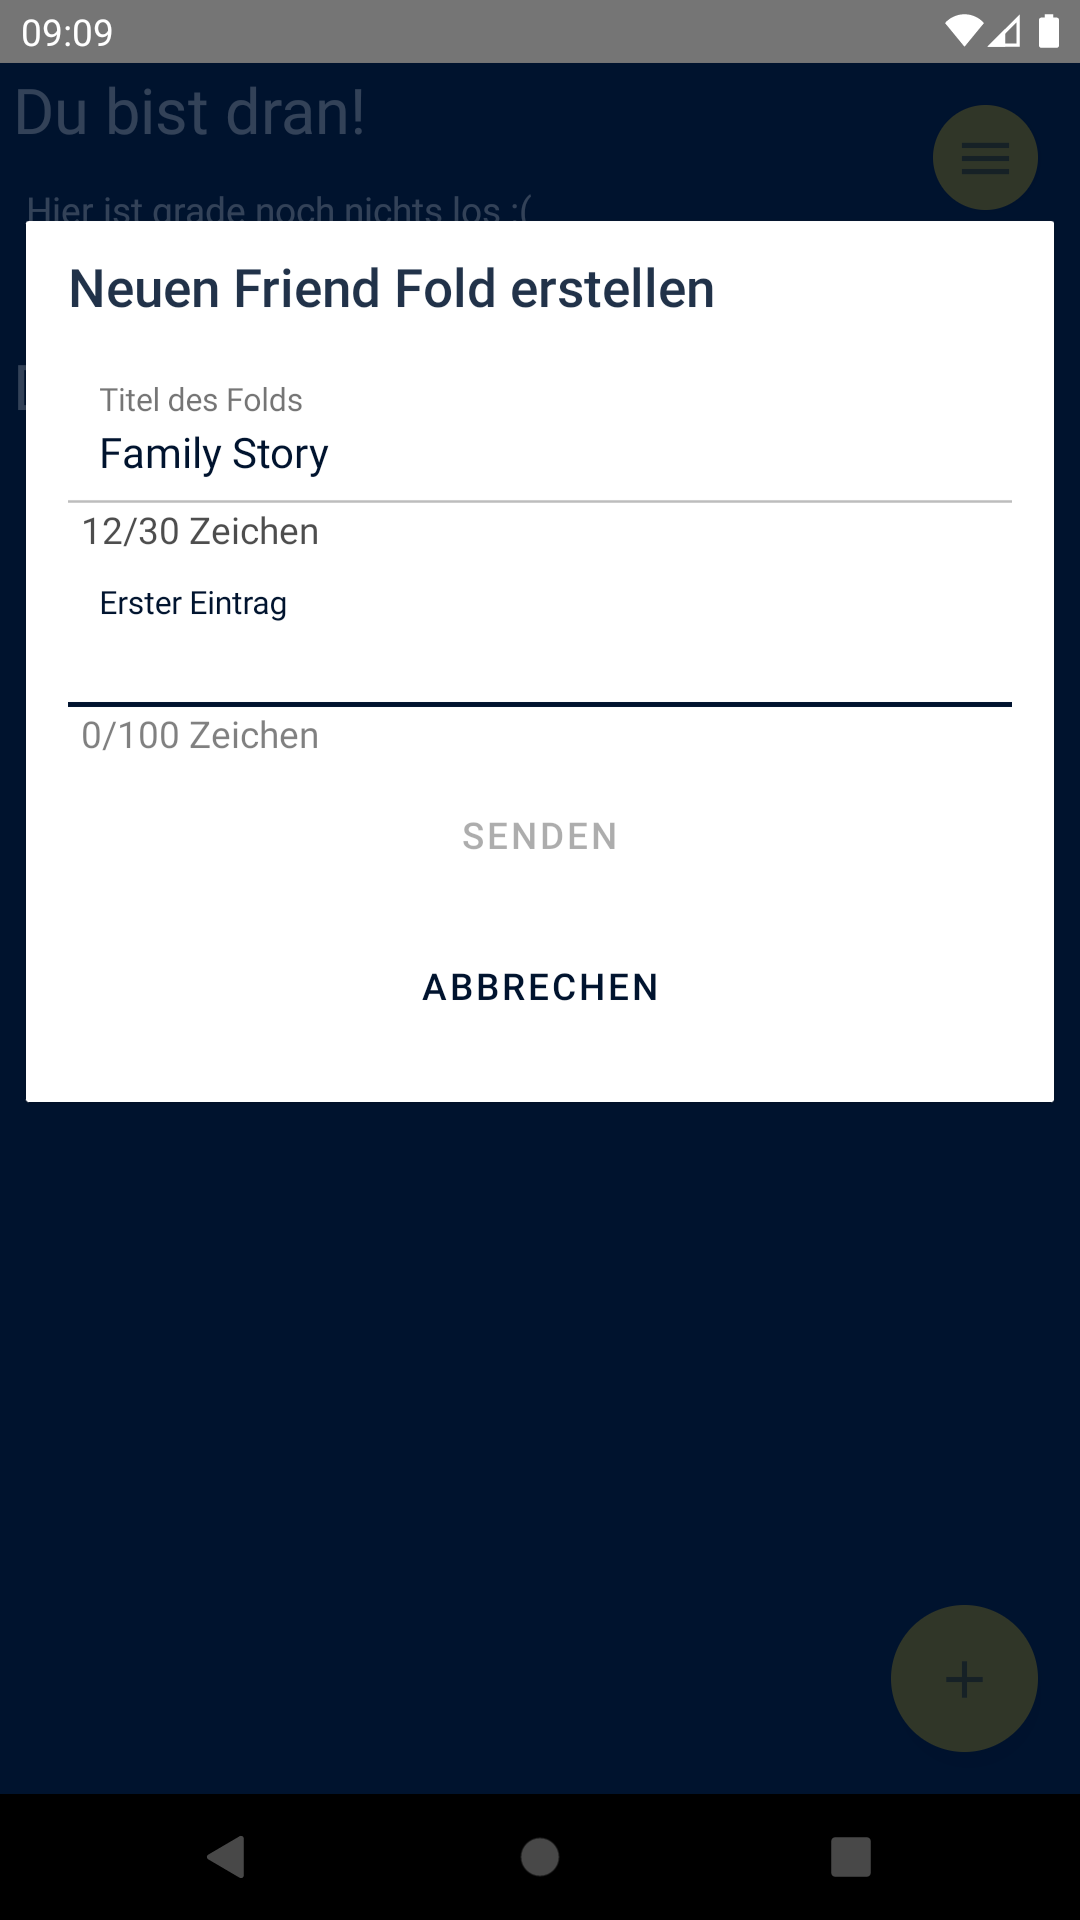 09:09
Du bist dran!
Hier ist grade noch nichts los :(
Neuen Friend Fold erstellen
Titel des Folds
Family Story
12/30 Zeichen
Erster Eintrag
0/100 Zeichen
SENDEN
ABBRECHEN